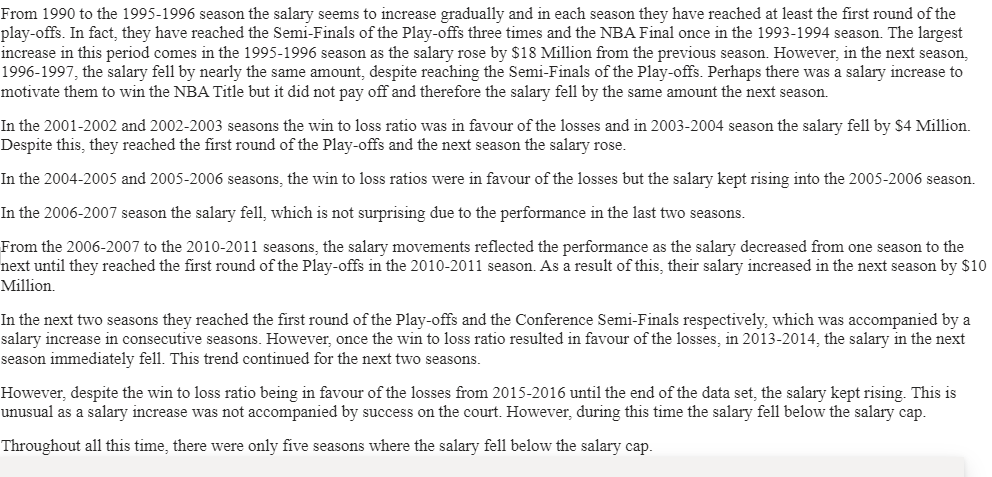 From 1990 to the 1995-1996 season the salary seems to increase gradually and in each season they have reached at least the first round of the
play-offs. In fact, they have reached the Semi-Finals of the Play-offs three times and the NBA Final once in the 1993-1994 season. The largest
increase in this period comes in the 1995-1996 season as the salary rose by $18 Million from the previous season. However, in the next season,
1996-1997, the salary fell by nearly the same amount, despite reaching the Semi-Finals of the Play-offs. Perhaps there was a salary increase to
motivate them to win the NBA Title but it did not pay off and therefore the salary fell by the same amount the next season.
In the 2001-2002 and 2002-2003 seasons the win to loss ratio was in favour of the losses and in 2003-2004 season the salary fell by $4 Million.
Despite this, they reached the first round of the Play-offs and the next season the salary rose.
In the 2004-2005 and 2005-2006 seasons, the win to loss ratios were in favour of the losses but the salary kept rising into the 2005-2006 season.
In the 2006-2007 season the salary fell, which is not surprising due to the performance in the last two seasons.
From the 2006-2007 to the 2010-2011 seasons, the salary movements reflected the performance as the salary decreased from one season to the
next until they reached the first round of the Play-offs in the 2010-2011 season. As a result of this, their salary increased in the next season by $10
Million.
In the next two seasons they reached the first round of the Play-offs and the Conference Semi-Finals respectively, which was accompanied by a
salary increase in consecutive seasons. However, once the win to loss ratio resulted in favour of the losses, in 2013-2014, the salary in the next
season immediately fell. This trend continued for the next two seasons.
However, despite the win to loss ratio being in favour of the losses from 2015-2016 until the end of the data set, the salary kept rising. This is
unusual as a salary increase was not accompanied by success on the court. However, during this time the salary fell below the salary cap.
Throughout all this time, there were only five seasons where the salary fell below the salary cap.